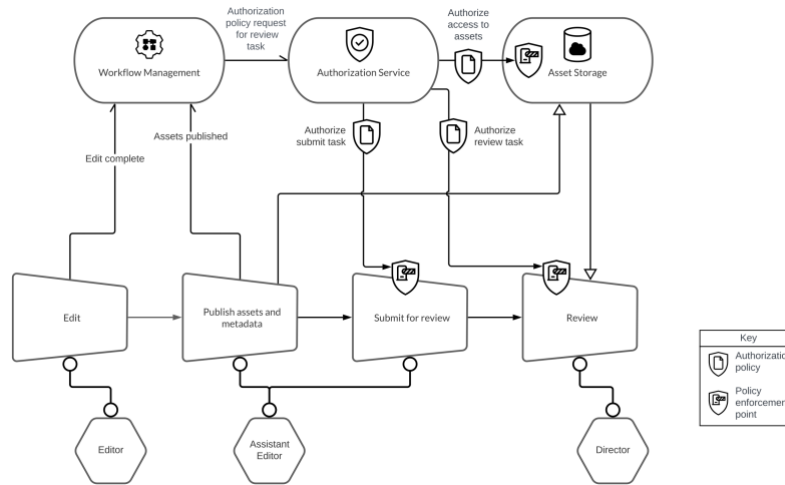 Authorization
policy request
for review
task
Authorize
access to
assets
Workflow Management
Authorization Service
Asset Storage
Authorize
submit task
Authorize
review task
Assets published
Edit complete
Edit
Publish assets and
metadata
Submit for review
Review
Key
Authorizatio
policy
Policy
enforcemen
point
Editor
Assistant
Editor
Director